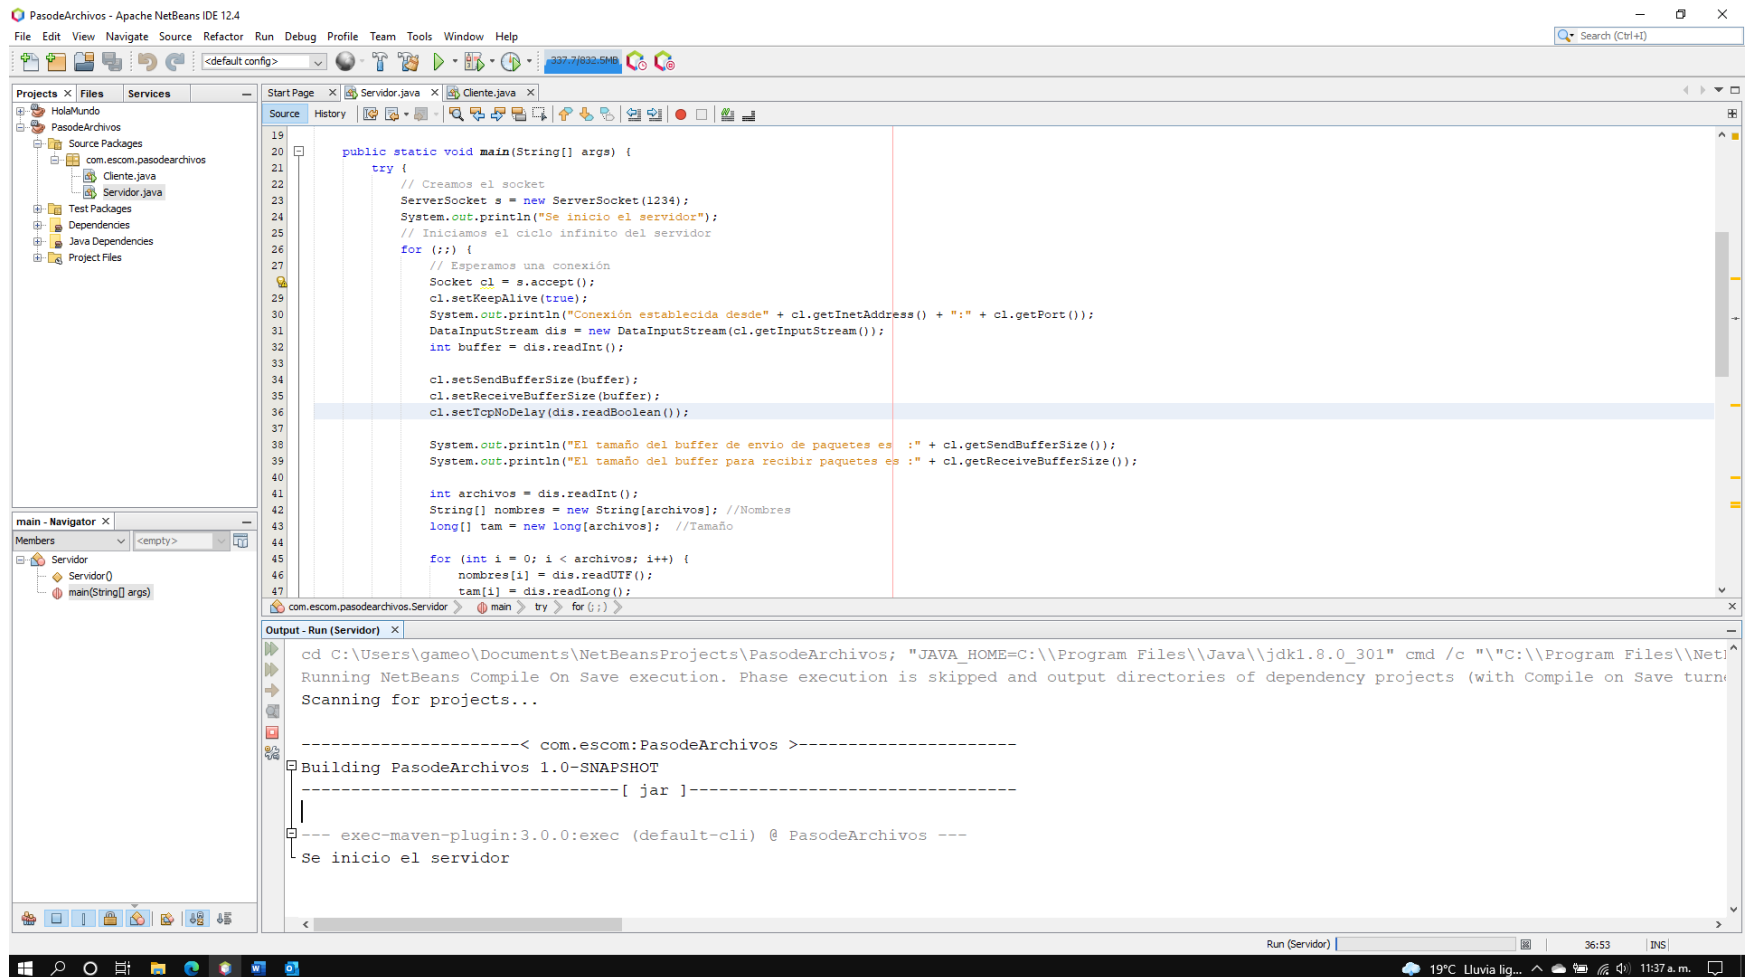 PasodeArchivos - Apache NetBeans IDE 12.4
File Edit View Navigate Source Refactor Run Debug Profile Team Tools Window Help
Search (Ctrl+I)
<default config>
337.7/832.5MB
Projects Files Services
HolaMundo
PasodeArchivos
Source Packages
com.escom.pasodearchivos
Cliente.java
Servidor.java
Test Packages
Dependencies
Java Dependencies
Project Files
main - Navigator
Members <empty>
Servidor
Servidor()
main(String[] args)
Start Page Servidor.java Cliente.java
Source History
19
20 public static void main(String[] args) {
21 try {
22 // Creamos el socket
23 ServerSocket s = new ServerSocket(1234);
24 System.out.println("Se inicio el servidor");
25 // Iniciamos el ciclo infinito del servidor
26 for (;;) {
27 // Esperamos una conexión
Socket cl = s.accept();
29 cl.setKeepAlive(true);
30 System.out.println("Conexión establecida desde" + cl.getInetAddress() + ":" + cl.getPort());
31 DataInputStream dis = new DataInputStream(cl.getInputStream());
32 int buffer = dis.readInt();
33
34 cl.setSendBufferSize(buffer);
35 cl.setReceiveBufferSize(buffer);
36 cl.setTcpNoDelay(dis.readBoolean());
37
38 System.out.println("El tamaño del buffer de envio de paquetes es  :" + cl.getSendBufferSize());
39 System.out.println("El tamaño del buffer para recibir paquetes es :" + cl.getReceiveBufferSize());
40
41 int archivos = dis.readInt();
42 String[] nombres = new String[archivos]; //Nombres
43 long[] tam = new long[archivos];  //Tamaño
44
45 for (int i = 0; i < archivos; i++) {
46 nombres[i] = dis.readUTF();
47 tam[i] = dis.readLong();
com.escom.pasodearchivos.Servidor main try for (;;)
Output - Run (Servidor)
cd C:\Users\gameo\Documents\NetBeansProjects\PasodeArchivos; "JAVA_HOME=C:\\Program Files\\Java\\jdk1.8.0_301" cmd /c "\"C:\\Program Files\\Net
Running NetBeans Compile On Save execution. Phase execution is skipped and output directories of dependency projects (with Compile on Save turn
Scanning for projects...
----------------------< com.escom:PasodeArchivos >----------------------
Building PasodeArchivos 1.0-SNAPSHOT
--------------------------------[ jar ]---------------------------------
--- exec-maven-plugin:3.0.0:exec (default-cli) @ PasodeArchivos ---
Se inicio el servidor
Run (Servidor) 36:53 INS
19°C Lluvia lig... 11:37 a. m.